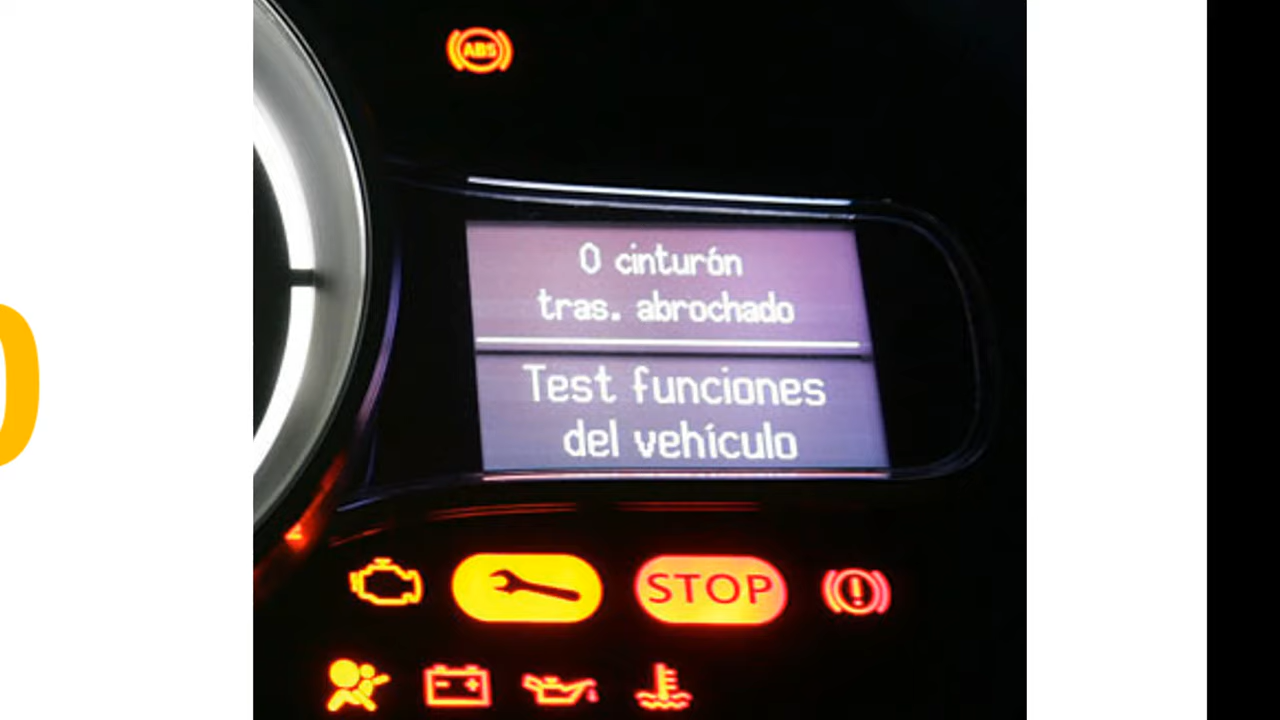 ABS
0 cinturón
tras. abrochado
Test funciones
del vehículo
STOP